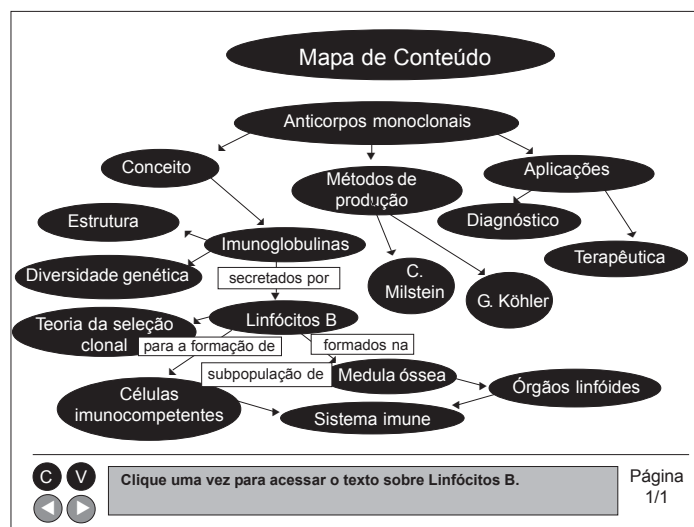 Mapa de Conteúdo
Anticorpos monoclonais
Conceito
Métodos de
produção
Aplicações
Estrutura
Diagnóstico
Imunoglobulinas
Terapêutica
Diversidade genética
secretados por
C.
Milstein
G. Köhler
Teoria da seleção
clonal
Linfócitos B
para a formação de
formados na
subpopulação de
Medula óssea
Órgãos linfóides
Células
imunocompetentes
Sistema imune
C V
Clique uma vez para acessar o texto sobre Linfócitos B.
Página
1/1